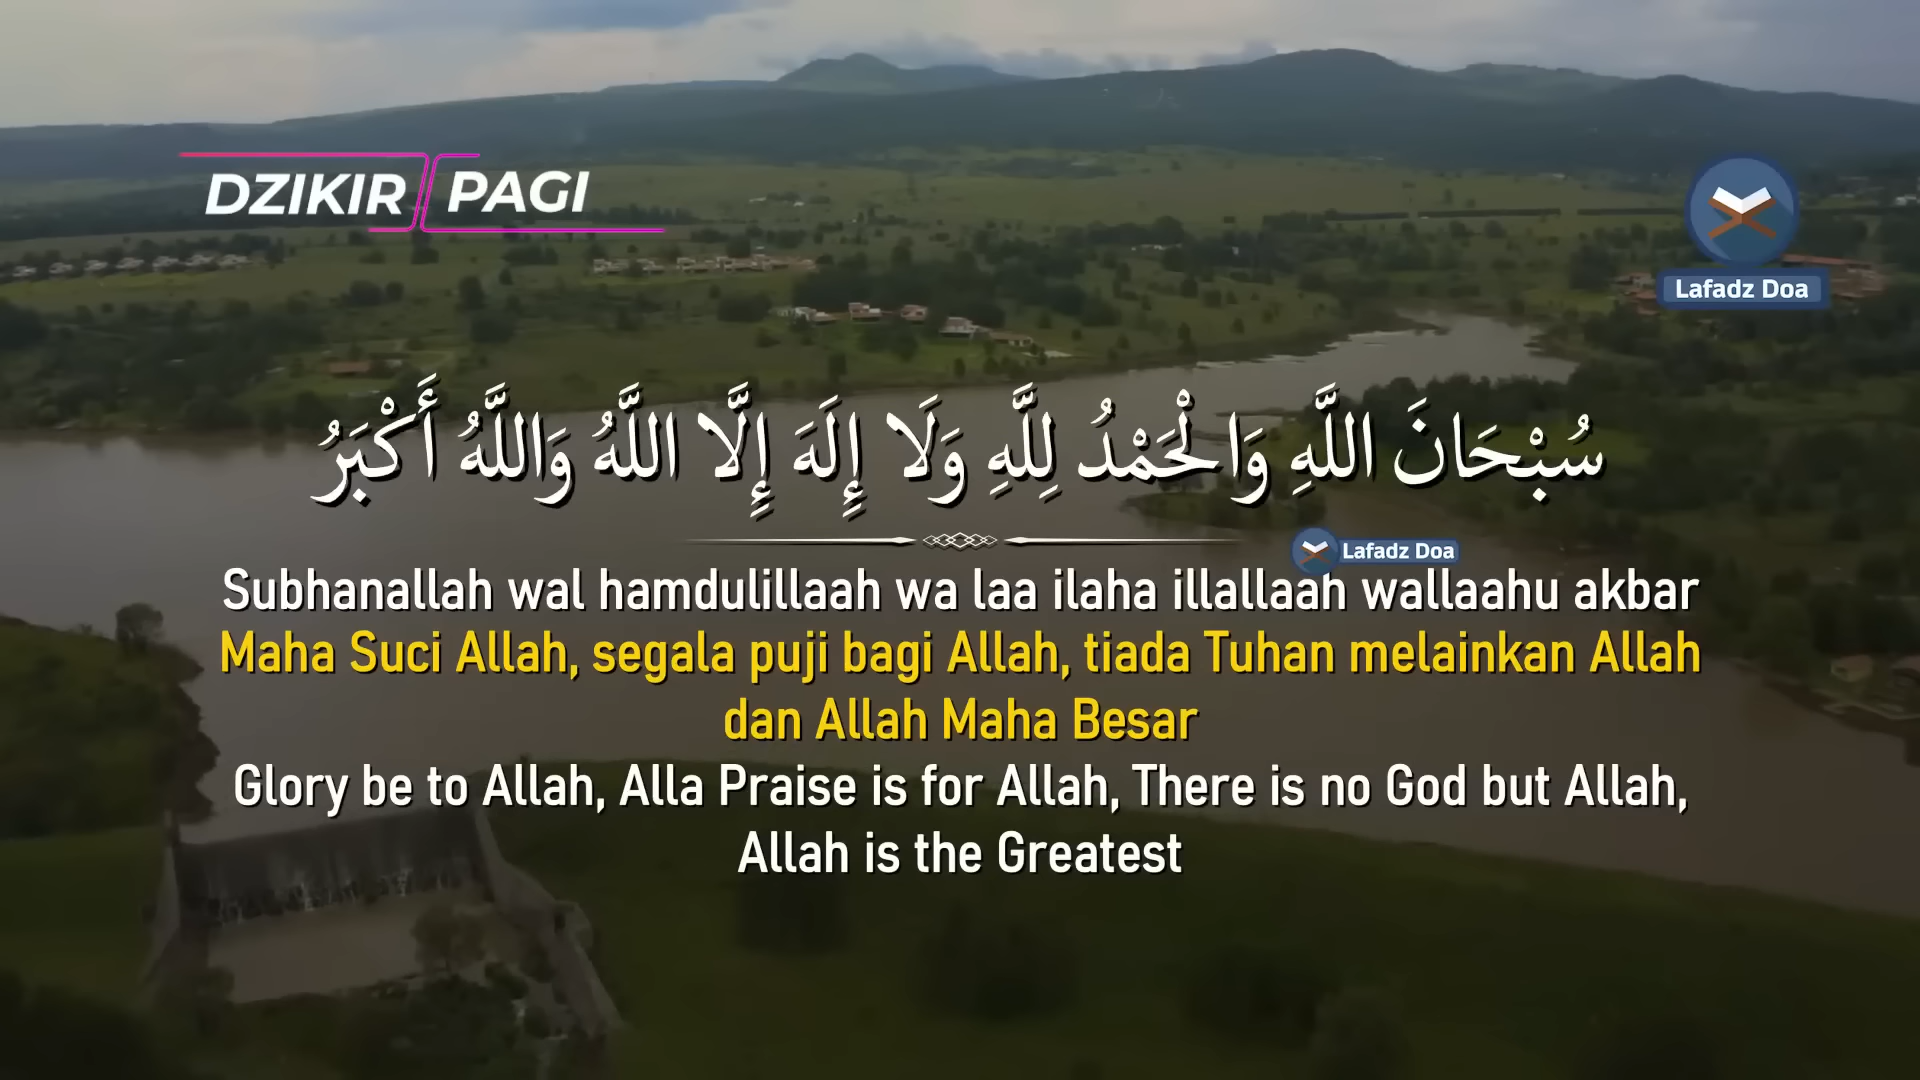 DZIKIR PAGI
Lafadz Doa
سُبْحَانَ اللَّهِ وَالْحَمْدُ لِلَّهِ وَلَا إِلَهَ إِلَّا اللَّهُ وَاللَّهُ أَكْبَرُ
Lafadz Doa
Subhanallah wal hamdulillaah wa laa ilaha illallaah wallaahu akbar
Maha Suci Allah, segala puji bagi Allah, tiada Tuhan melainkan Allah
dan Allah Maha Besar
Glory be to Allah, Alla Praise is for Allah, There is no God but Allah,
Allah is the Greatest